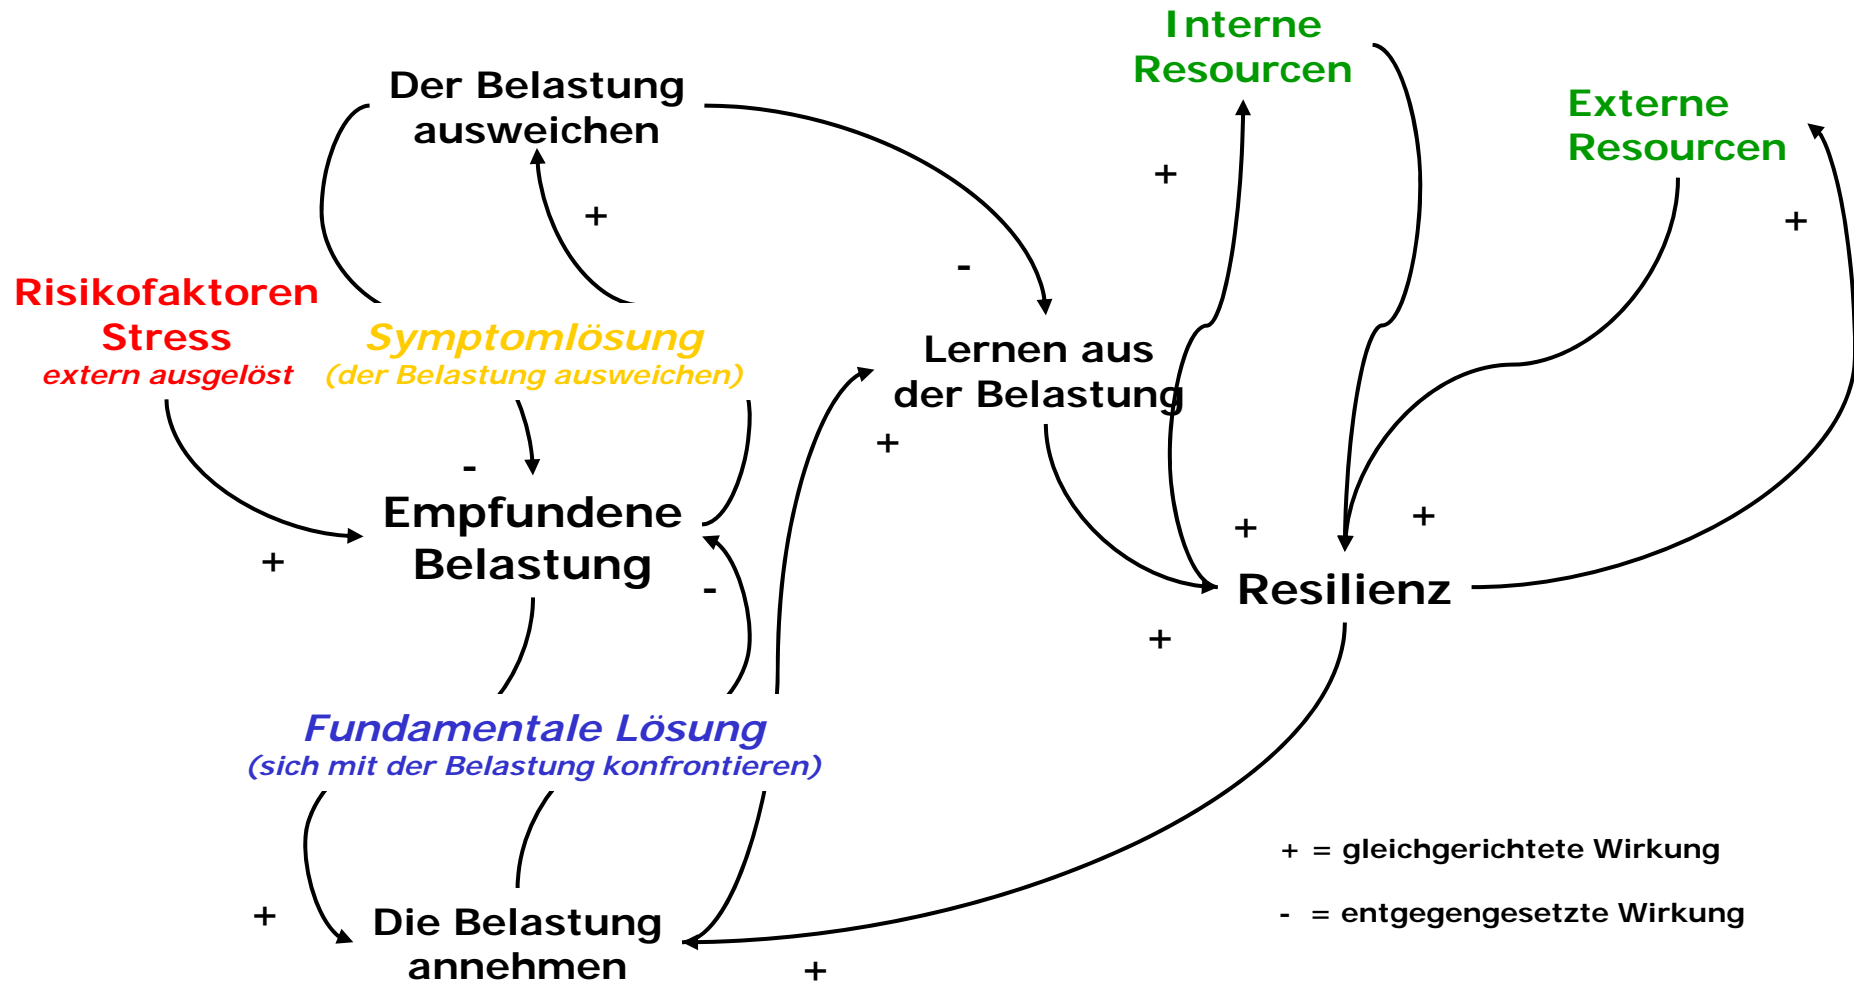 Interne
Resourcen
Der Belastung
ausweichen
Externe
Resourcen
+
+
+
-
Risikofaktoren
Stress
extern ausgelöst
Symptomlösung
(der Belastung ausweichen)
Lernen aus
der Belastung
+
-
Empfundene
Belastung
+
+
+
-
Resilienz
+
Fundamentale Lösung
(sich mit der Belastung konfrontieren)
+ = gleichgerichtete Wirkung
- = entgegengesetzte Wirkung
+
Die Belastung
annehmen
+